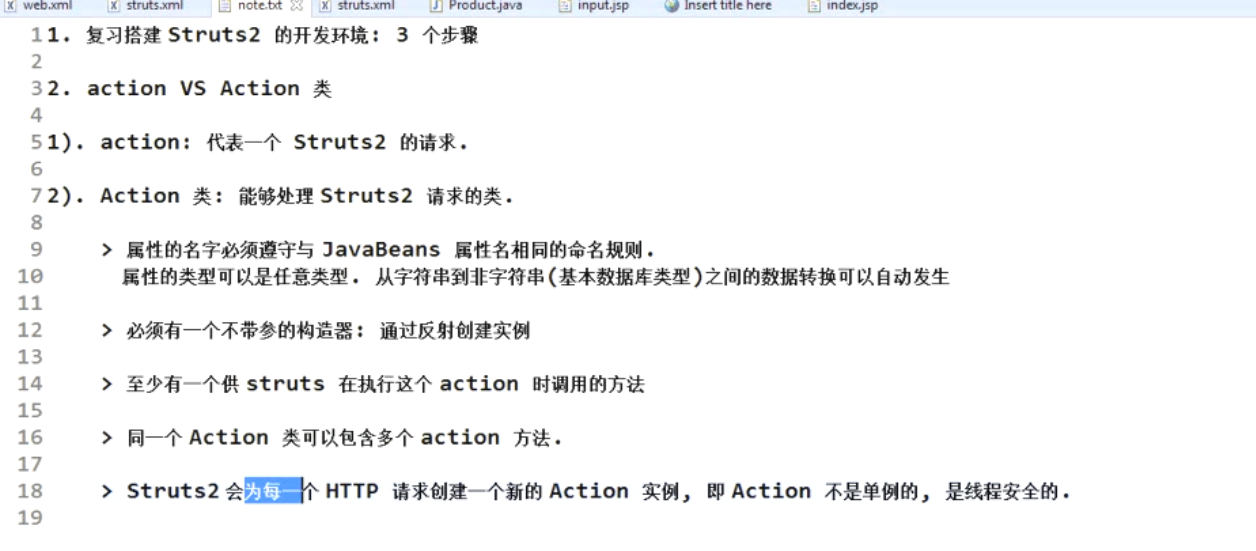 web.xml struts.xml note.txt struts.xml Product.java input.jsp Insert title here index.jsp
1 1. 复习搭建 Struts2 的开发环境: 3 个步骤
2
3 2. action VS Action 类
4
5 1). action: 代表一个 Struts2 的请求.
6
7 2). Action 类: 能够处理 Struts2 请求的类.
8
9 > 属性的名字必须遵守与 JavaBeans 属性名相同的命名规则.
10 属性的类型可以是任意类型. 从字符串到非字符串(基本数据库类型)之间的数据转换可以自动发生
11
12 > 必须有一个不带参的构造器: 通过反射创建实例
13
14 > 至少有一个供 struts 在执行这个 action 时调用的方法
15
16 > 同一个 Action 类可以包含多个 action 方法.
17
18 > Struts2 会为每一个 HTTP 请求创建一个新的 Action 实例, 即 Action 不是单例的, 是线程安全的.
19